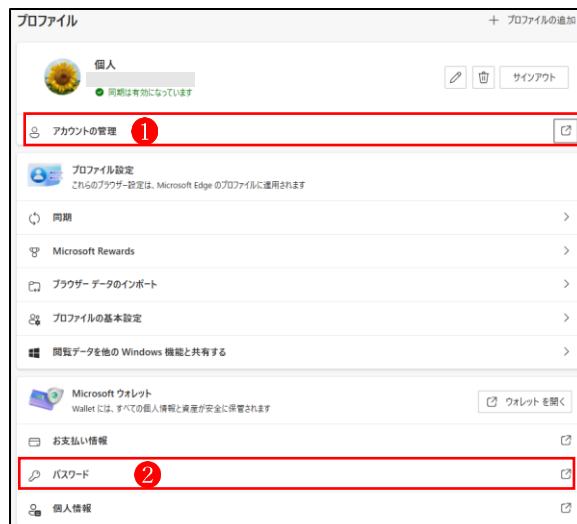 プロファイル
＋ プロファイルの追加
個人
同期は有効になっています
サインアウト
アカウントの管理
1
プロファイル設定
これらのブラウザー設定は、Microsoft Edge のプロファイルに適用されます
同期
Microsoft Rewards
ブラウザー データのインポート
プロファイルの基本設定
閲覧データを他の Windows 機能と共有する
Microsoft ウォレット
Wallet には、すべての個人情報と資産が安全に保管されます
ウォレット を開く
お支払い情報
パスワード
2
個人情報